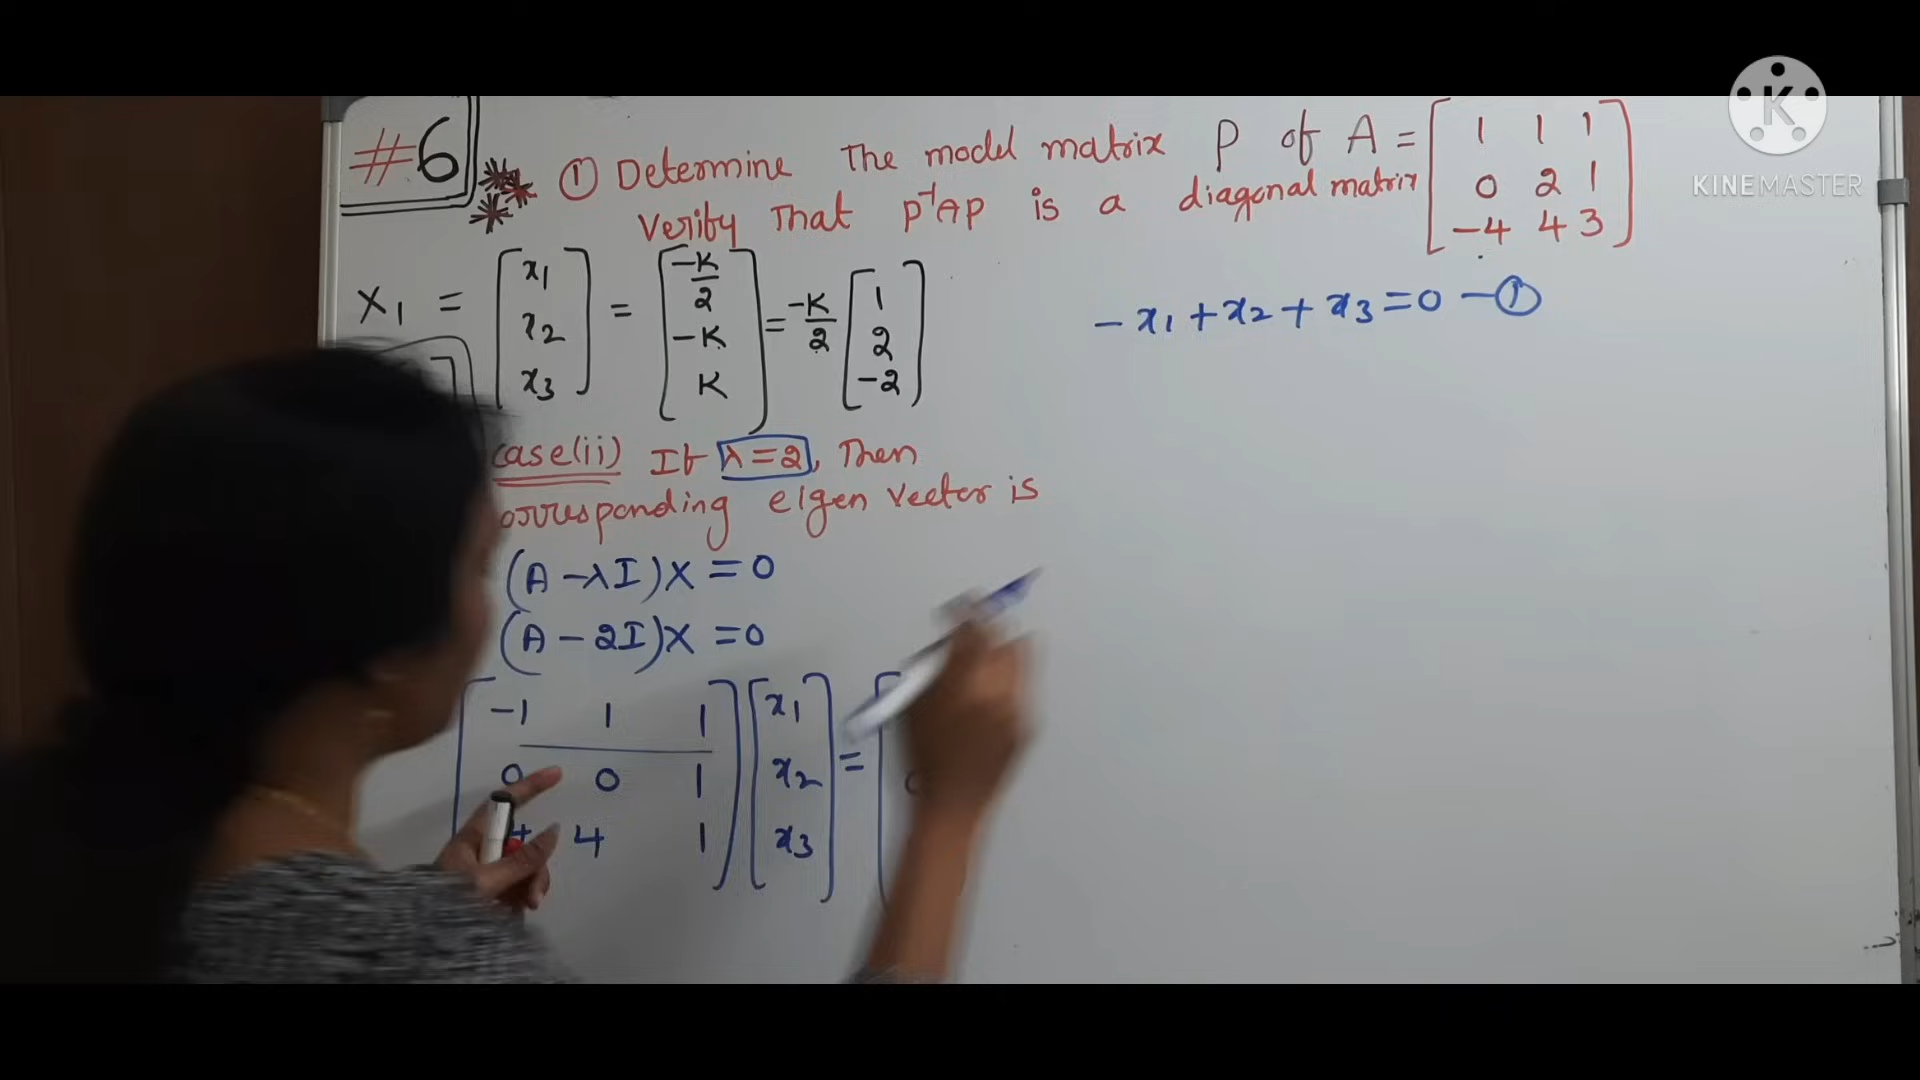 #6
① Determine The model matrix P of A = [1 1 1; 0 2 1; -4 4 3]
Verify That P⁻¹AP is a diagonal matrix
X₁ = [x₁; x₂; x₃] = [-K/2; -K; K] = -K/2 [1; 2; -2]
-x₁ + x₂ + x₃ = 0 — ①
case(ii) If λ=2, Then
orresponding eigen vector is
(A - λI)X = 0
(A - 2I)X = 0
[-1 1 1; 0 0 1; 4 4 1] [x₁; x₂; x₃] = [
K
KINEMASTER